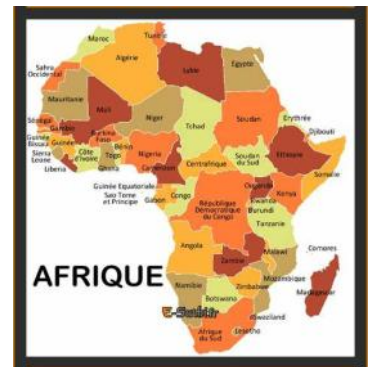 Maroc
Tunisie
Algérie
Libie
Egypte
Sahra
Occidental
Mauritanie
Mali
Niger
Tchad
Soudan
Erythrée
Djibouti
Sénégal
Gambie
Guinée
Bissau
Guinée
Burkina
Faso
Bénin
Sierra
Leone
Côte
d'Ivoire
Togo
Ghana
Liberia
Nigeria
Cameroun
Centrafrique
Soudan
du Sud
Ethiopie
Somalie
Guinée Equatoriale
Sao Tome
et Principe
Gabon
Congo
République
Démocratique
du Congo
Ouganda
Kenya
Rwanda
Burundi
Tanzanie
Comores
Angola
Zambie
Malawi
Mozambique
Madagascar
AFRIQUE
Namibie
Zimbabwe
Botswana
Swaziland
Lesotho
Afrique
du Sud